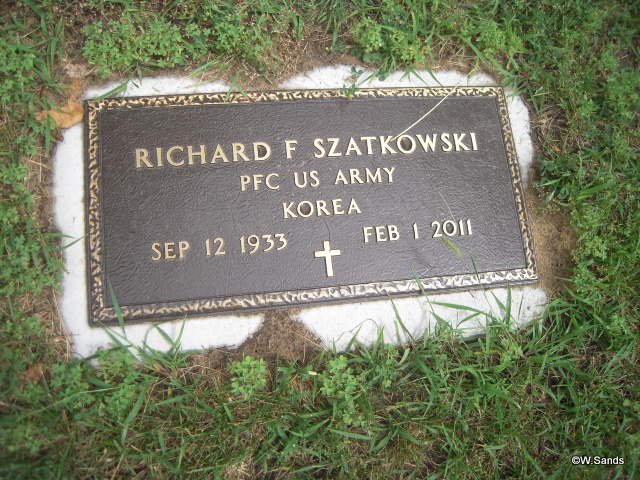 RICHARD F SZATKOWSKI
PFC US ARMY
KOREA
SEP 12 1933 FEB 1 2011
©W.Sands